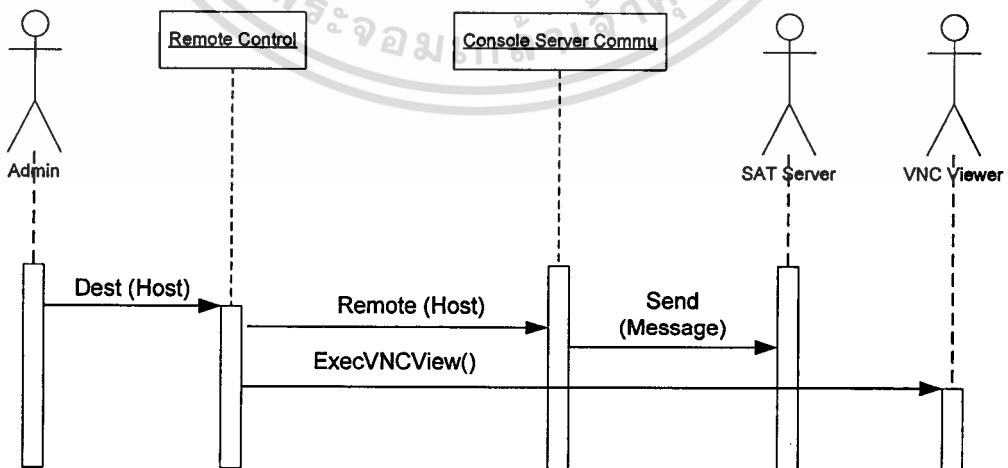 Remote Control
Console Server Commu
Admin
SAT Server
VNC Viewer
Dest (Host)
Remote (Host)
Send
(Message)
ExecVNCView()